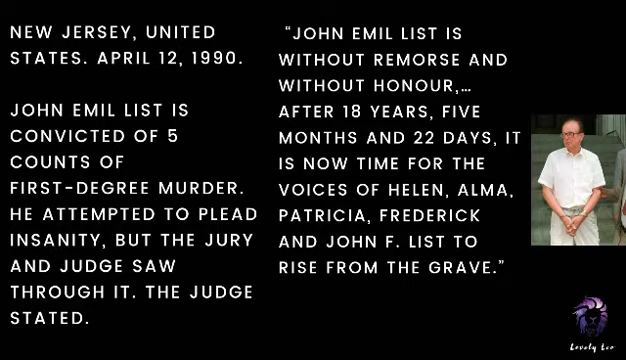 NEW JERSEY, UNITED
STATES. APRIL 12, 1990.
JOHN EMIL LIST IS
CONVICTED OF 5
COUNTS OF
FIRST-DEGREE MURDER.
HE ATTEMPTED TO PLEAD
INSANITY, BUT THE JURY
AND JUDGE SAW
THROUGH IT. THE JUDGE
STATED.
“JOHN EMIL LIST IS
WITHOUT REMORSE AND
WITHOUT HONOUR,…
AFTER 18 YEARS, FIVE
MONTHS AND 22 DAYS, IT
IS NOW TIME FOR THE
VOICES OF HELEN, ALMA,
PATRICIA, FREDERICK
AND JOHN F. LIST TO
RISE FROM THE GRAVE.”
Lovely Leo